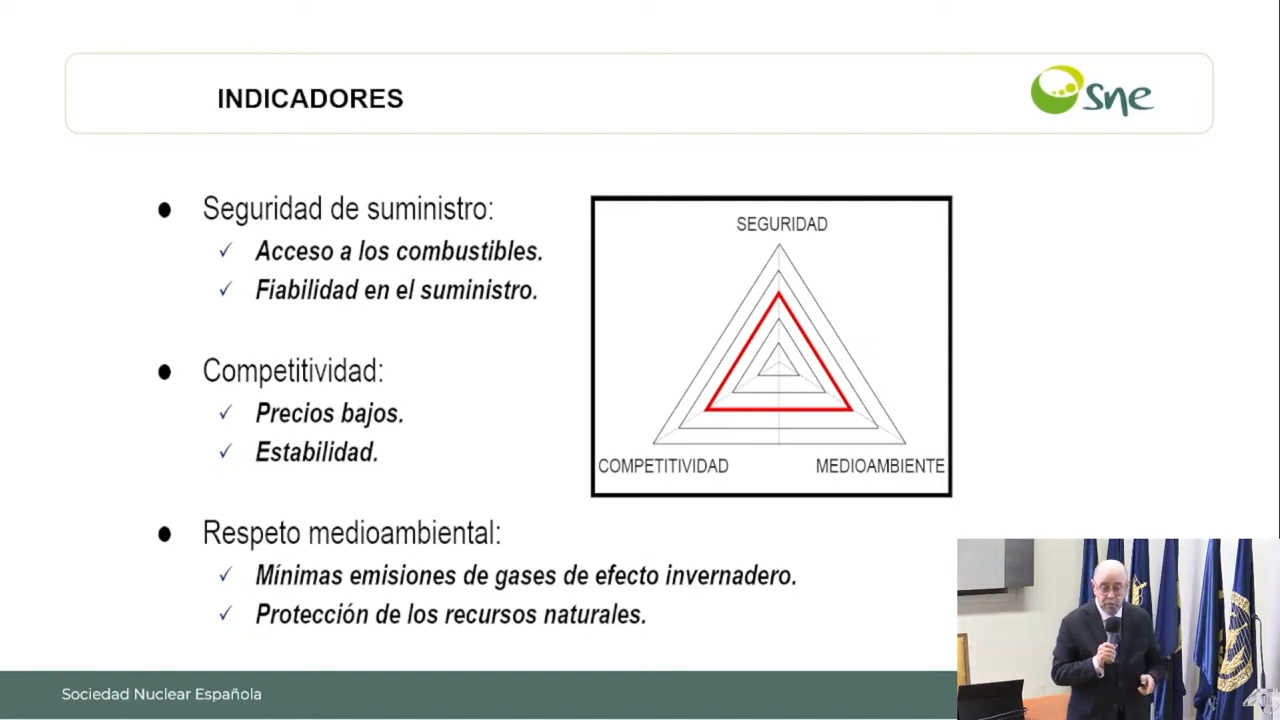 INDICADORES
sne
Seguridad de suministro:
Acceso a los combustibles.
Fiabilidad en el suministro.
Competitividad:
Precios bajos.
Estabilidad.
Respeto medioambiental:
Mínimas emisiones de gases de efecto invernadero.
Protección de los recursos naturales.
SEGURIDAD
COMPETITIVIDAD
MEDIOAMBIENTE
Sociedad Nuclear Española